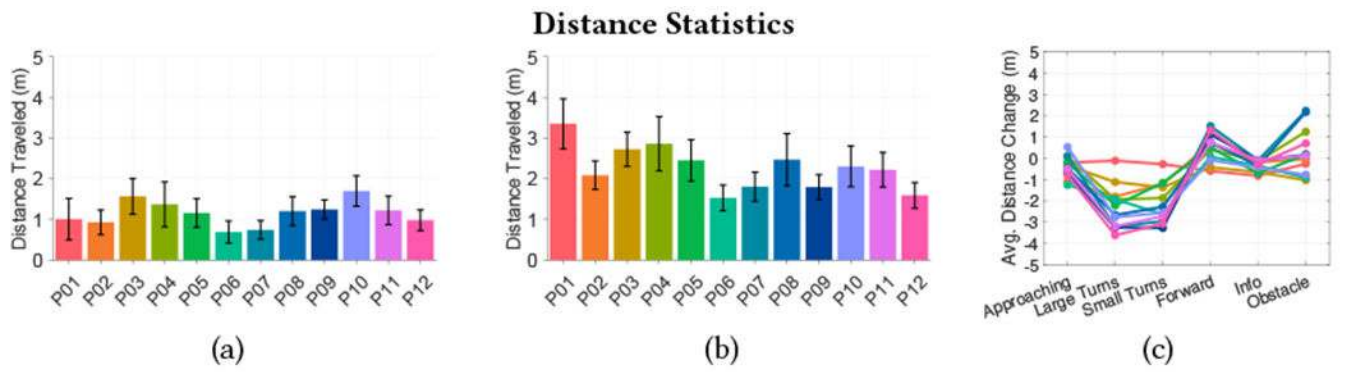 Distance Statistics
Distance Traveled (m)
5
4
3
2
1
0
P01 P02 P03 P04 P05 P06 P07 P08 P09 P10 P11 P12
(a)
Distance Traveled (m)
5
4
3
2
1
0
P01 P02 P03 P04 P05 P06 P07 P08 P09 P10 P11 P12
(b)
Avg. Distance Change (m)
5
4
3
2
1
0
-1
-2
-3
-4
-5
Approaching
Large Turns
Small Turns
Forward
Info
Obstacle
(c)